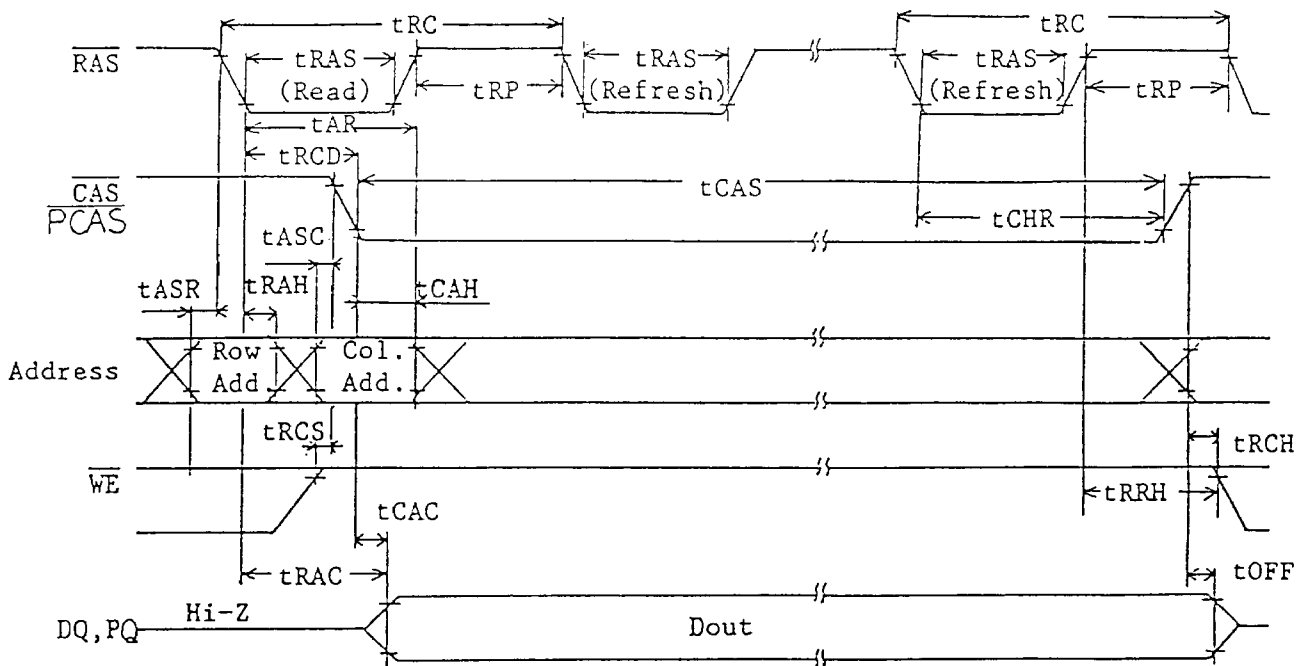 tRC tRC
RAS tRAS tRAS tRAS
(Read) tRP (Refresh) (Refresh) tRP
tAR
tRCD
CAS tCAS
PCAS tCHR
tASC
tASR tRAH tCAH
Row Col.
Address Add. Add.
tRCS tRCH
WE tRRH
tCAC
tRAC tOFF
Hi-Z
DQ,PQ Dout